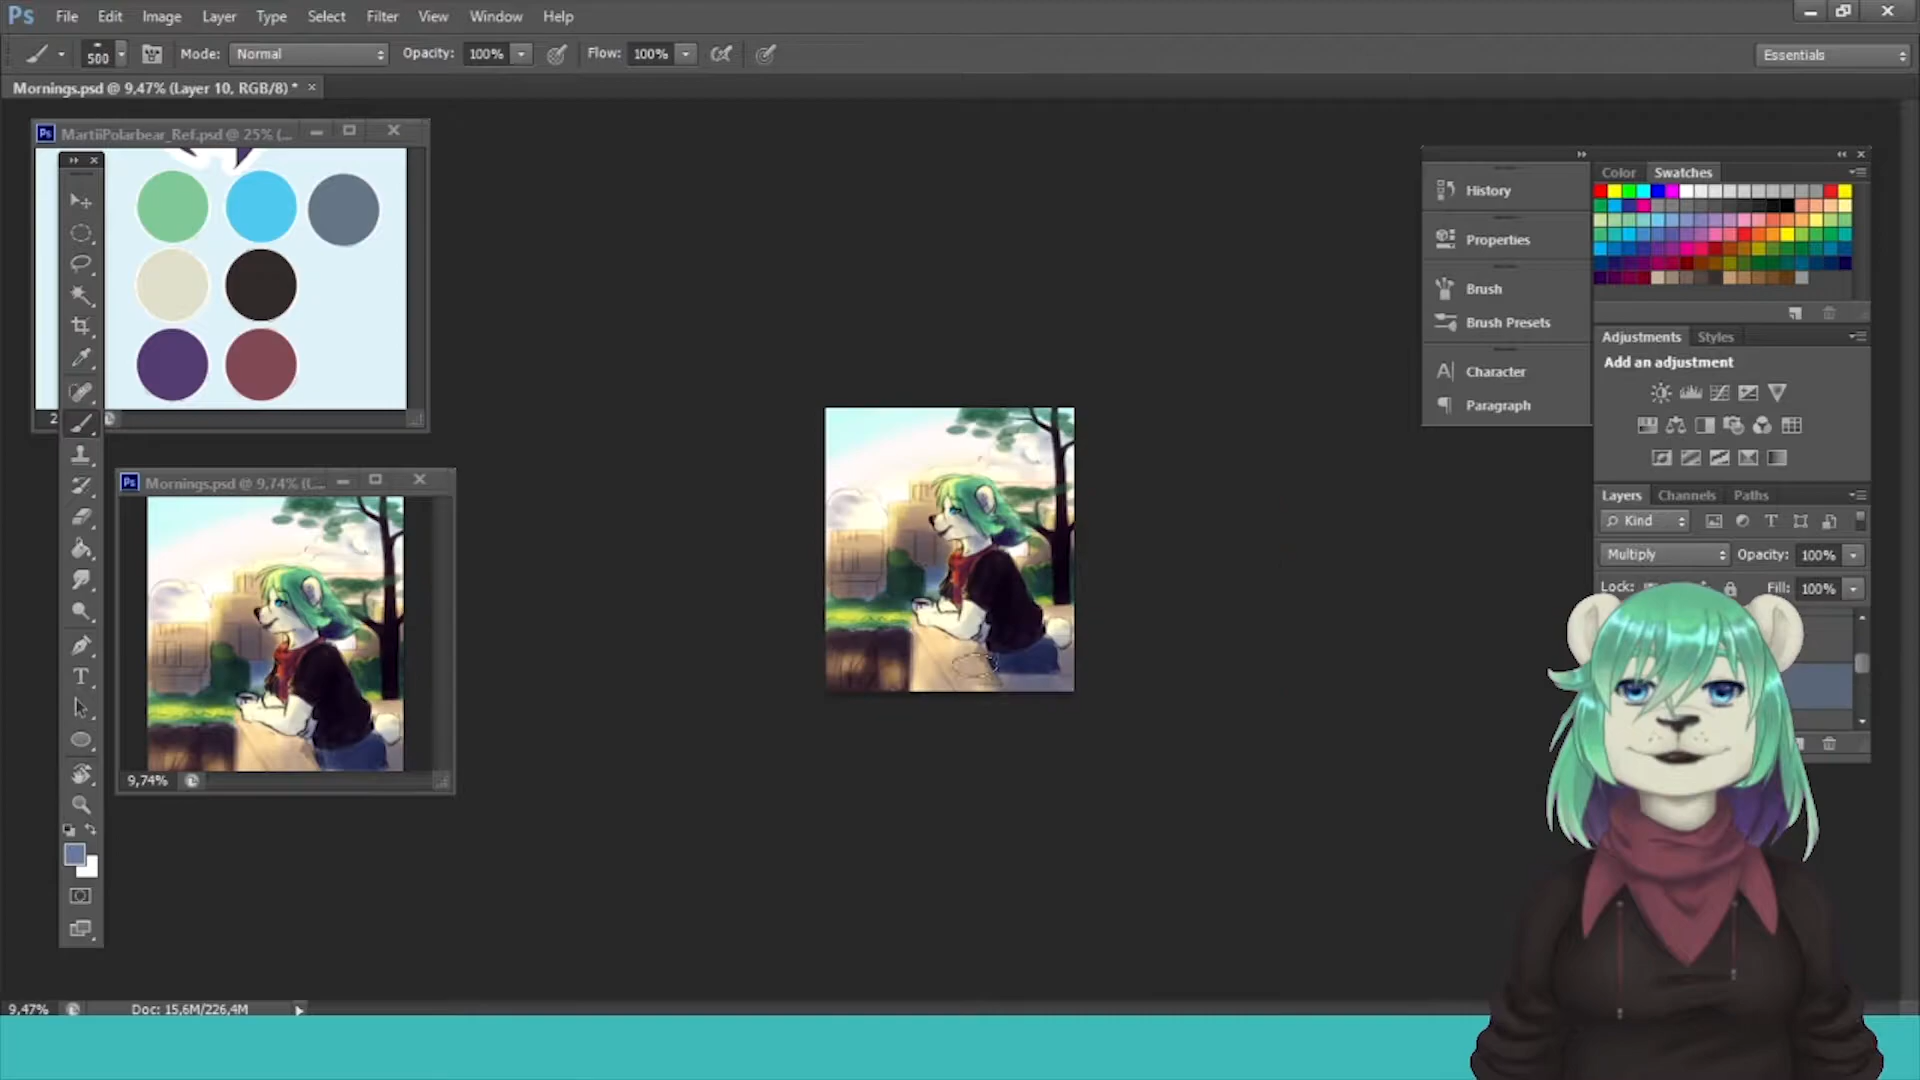 Ps File Edit Image Layer Type Select Filter View Window Help
500 Mode: Normal Opacity: 100% Flow: 100% Essentials
Mornings.psd @ 9,47% (Layer 10, RGB/8) * ×
Ps MartiiPolarbear_Ref.psd @ 25% (...
2
Ps Mornings.psd @ 9,74% (L...
9,74%
T
History
Properties
Brush
Brush Presets
A Character
Paragraph
Color Swatches
Adjustments Styles
Add an adjustment
Layers Channels Paths
Kind T
Multiply Opacity: 100%
Lock: Fill: 100%
9,47% Doc: 15,6M/226,4M